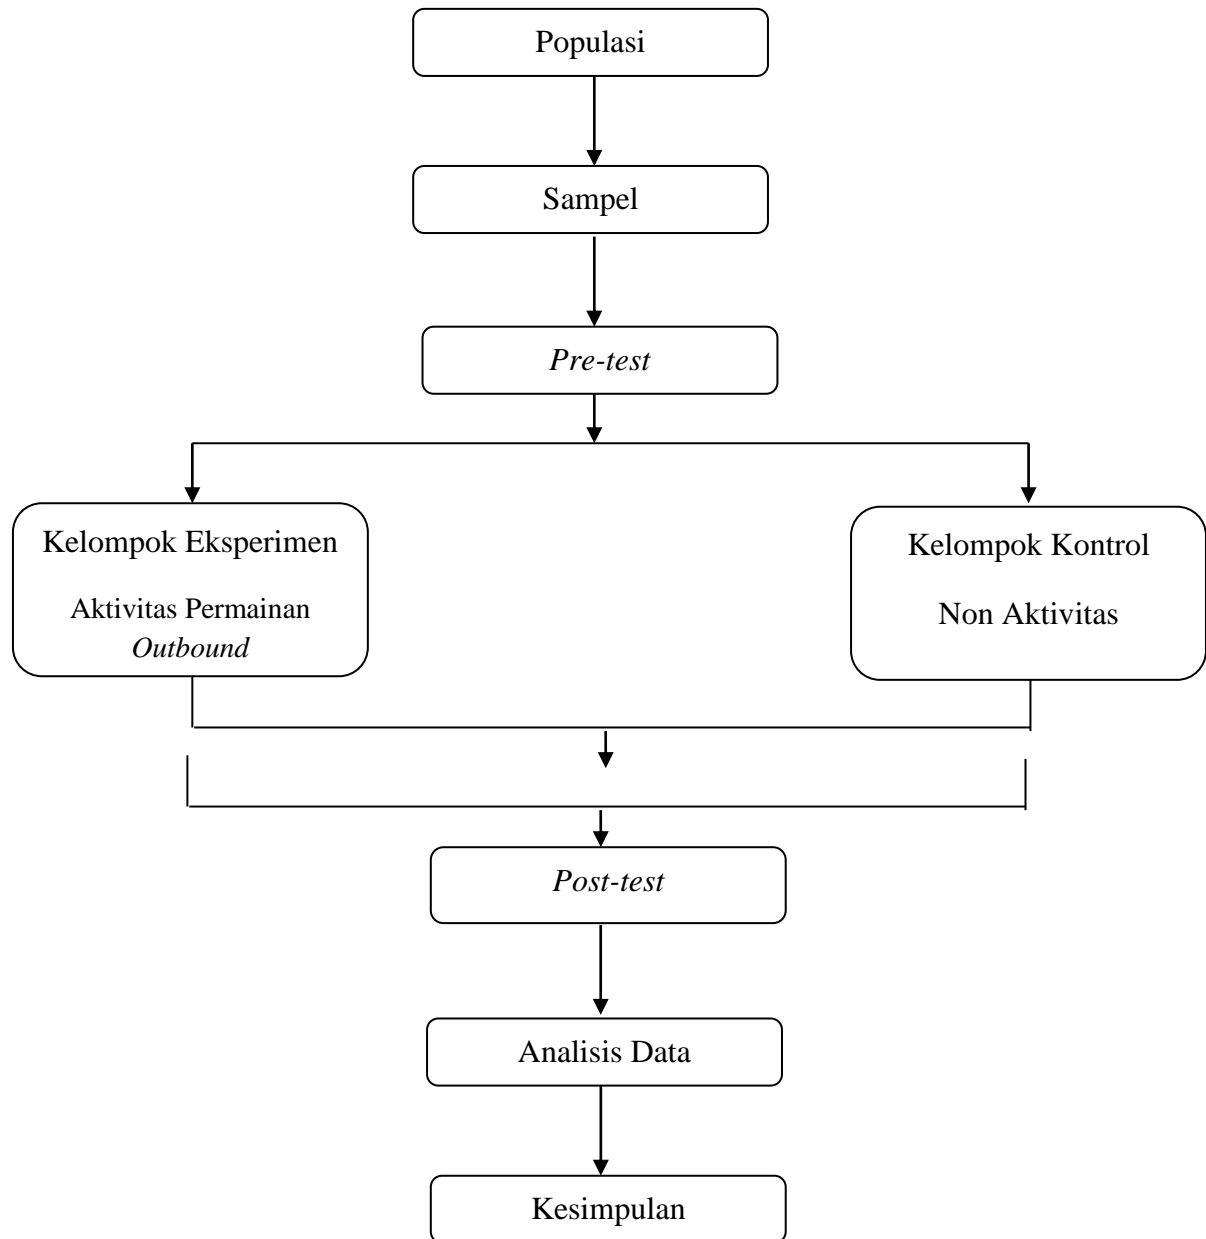 Populasi
Sampel
Pre-test
Kelompok Eksperimen
Aktivitas Permainan
Outbound
Kelompok Kontrol
Non Aktivitas
Post-test
Analisis Data
Kesimpulan